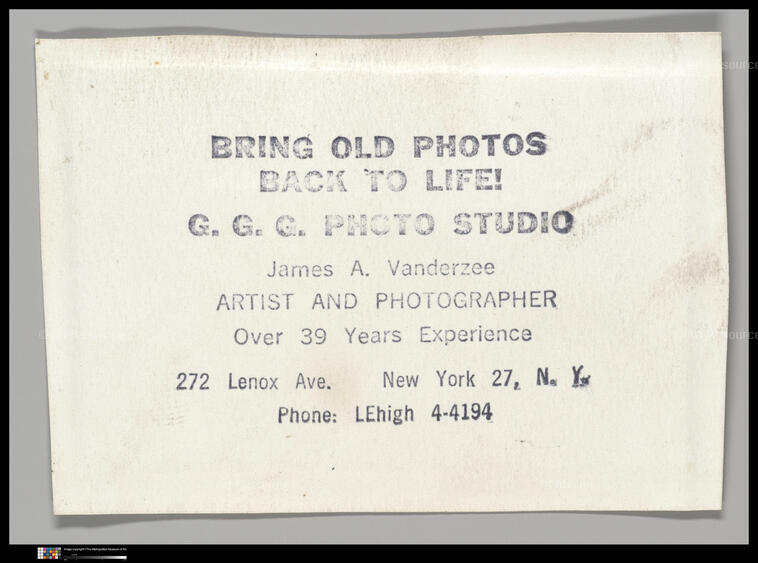 BRING OLD PHOTOS
BACK TO LIFE!
G. G. G. PHOTO STUDIO
James A. Vanderzee
ARTIST AND PHOTOGRAPHER
Over 39 Years Experience
272 Lenox Ave. New York 27, N. Y.
Phone: LEhigh 4-4194